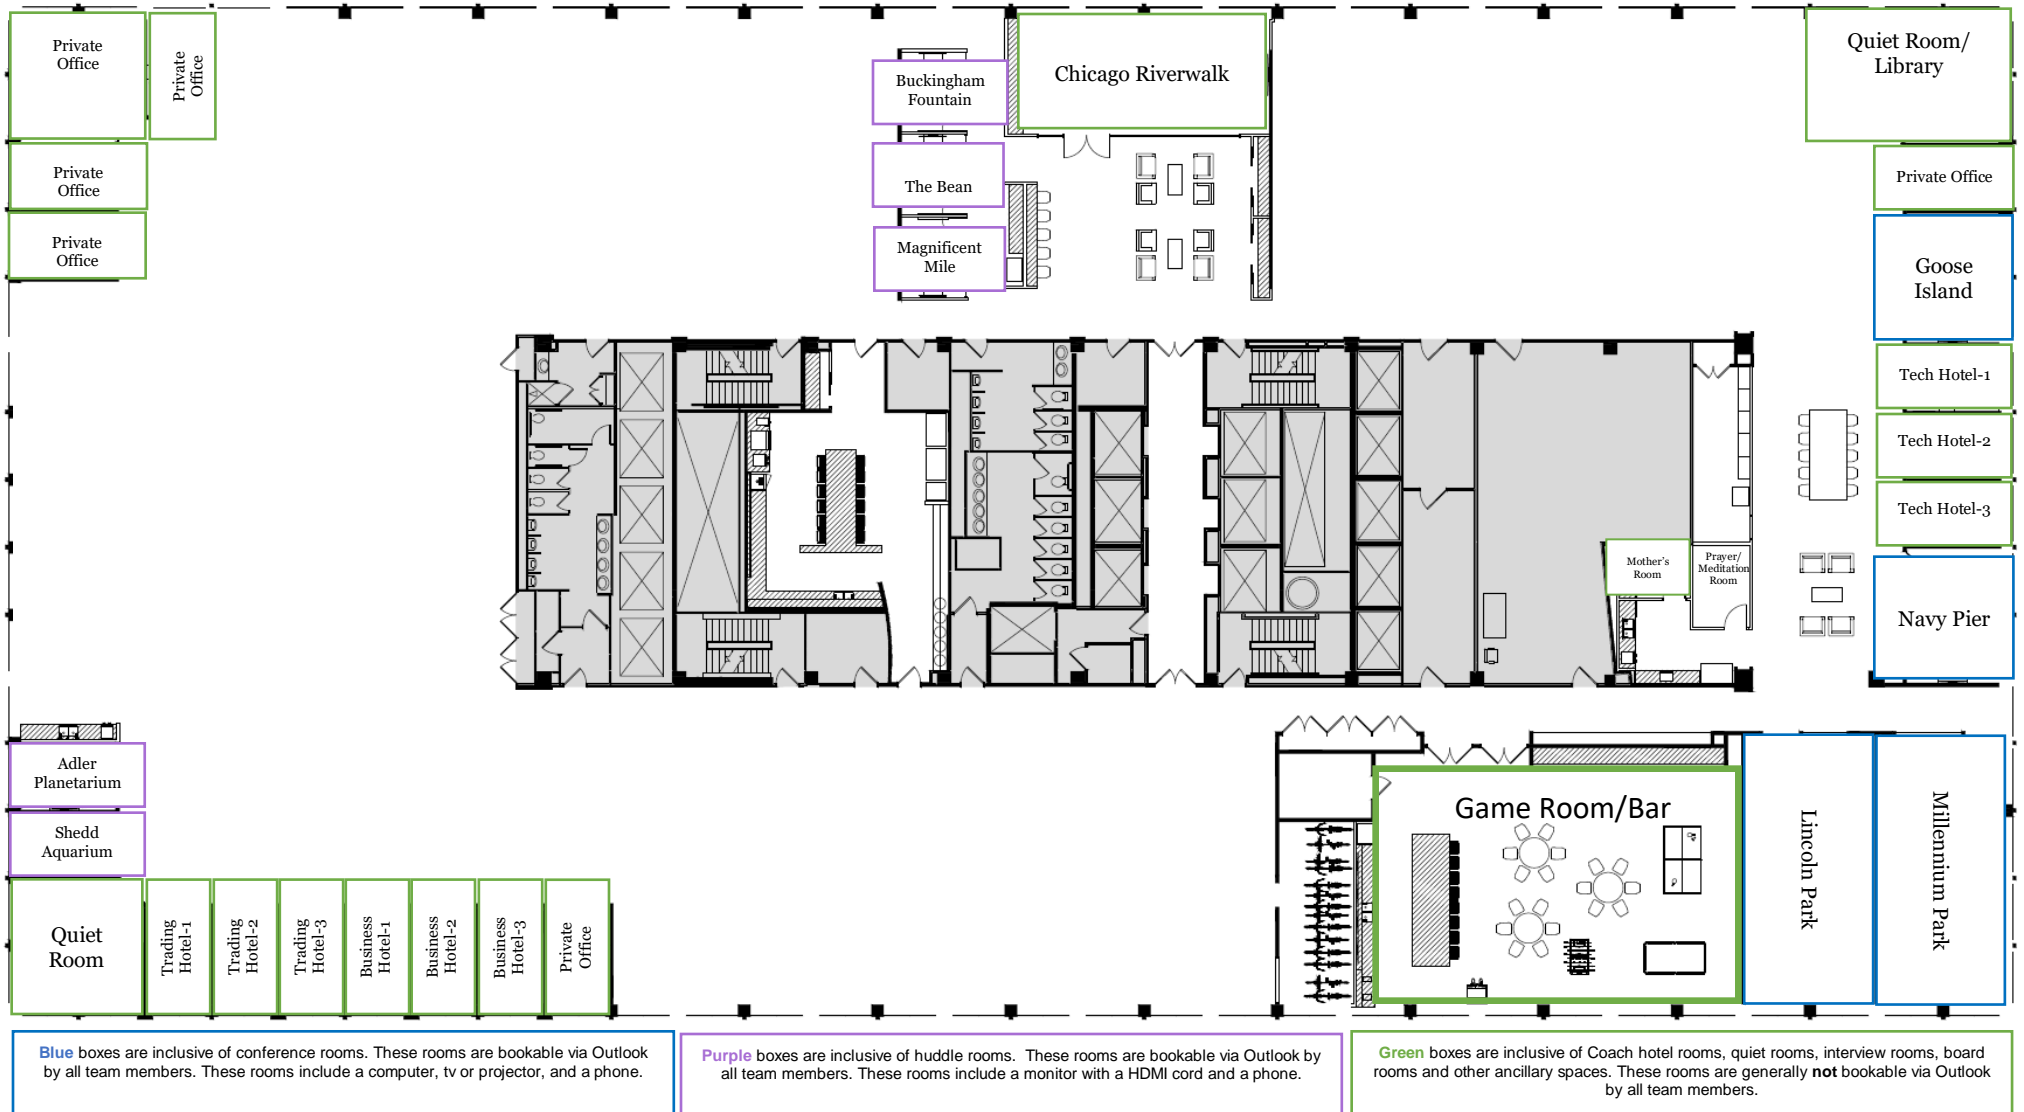 Private
Office
Private
Office
Buckingham
Fountain
Chicago Riverwalk
Quiet Room/
Library
Private
Office
The Bean
Private Office
Private
Office
Magnificent
Mile
Goose
Island
Tech Hotel-1
Tech Hotel-2
Tech Hotel-3
Mother's
Room
Prayer/
Meditation
Room
Navy Pier
Adler
Planetarium
Shedd
Aquarium
Game Room/Bar
Lincoln Park
Millennium Park
Quiet
Room
Trading
Hotel-1
Trading
Hotel-2
Trading
Hotel-3
Business
Hotel-1
Business
Hotel-2
Business
Hotel-3
Private
Office
Blue boxes are inclusive of conference rooms. These rooms are bookable via Outlook
by all team members. These rooms include a computer, tv or projector, and a phone.
Purple boxes are inclusive of huddle rooms. These rooms are bookable via Outlook by
all team members. These rooms include a monitor with a HDMI cord and a phone.
Green boxes are inclusive of Coach hotel rooms, quiet rooms, interview rooms, board
rooms and other ancillary spaces. These rooms are generally not bookable via Outlook
by all team members.